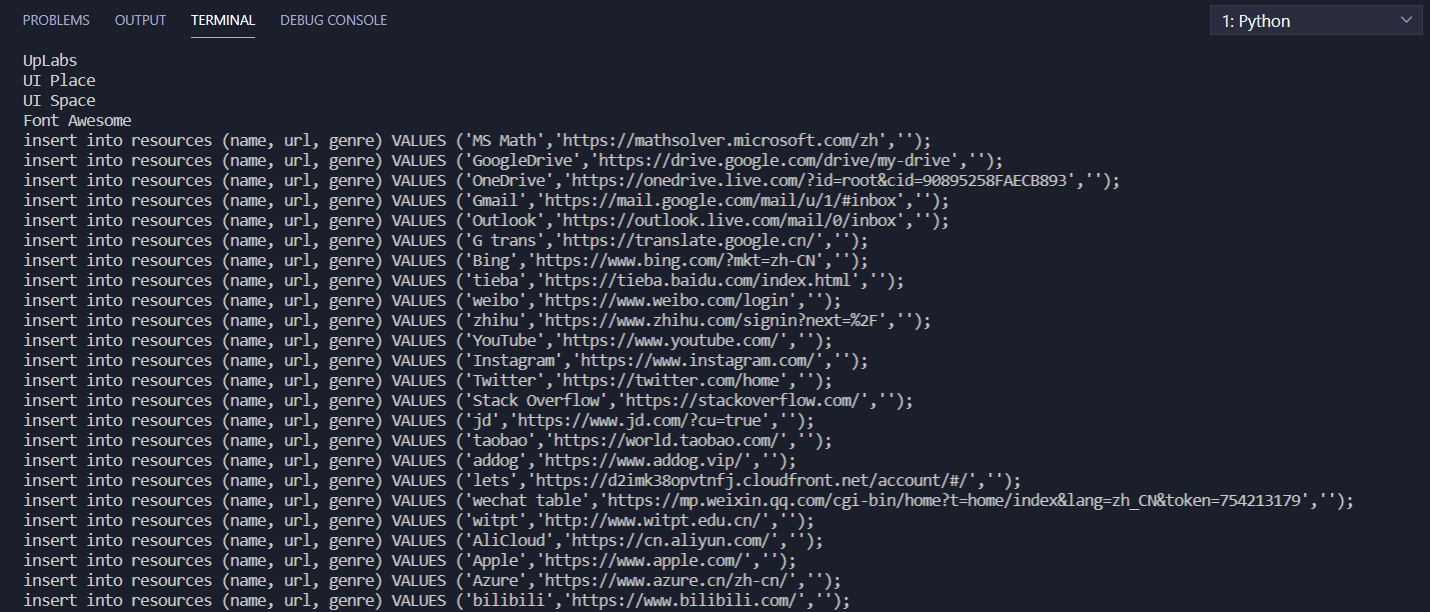 PROBLEMS OUTPUT TERMINAL DEBUG CONSOLE 1: Python
UpLabs
UI Place
UI Space
Font Awesome
insert into resources (name, url, genre) VALUES ('MS Math','https://mathsolver.microsoft.com/zh','');
insert into resources (name, url, genre) VALUES ('GoogleDrive','https://drive.google.com/drive/my-drive','');
insert into resources (name, url, genre) VALUES ('OneDrive','https://onedrive.live.com/?id=root&cid=90895258FAECB893','');
insert into resources (name, url, genre) VALUES ('Gmail','https://mail.google.com/mail/u/1/#inbox','');
insert into resources (name, url, genre) VALUES ('Outlook','https://outlook.live.com/mail/0/inbox','');
insert into resources (name, url, genre) VALUES ('G trans','https://translate.google.cn/','');
insert into resources (name, url, genre) VALUES ('Bing','https://www.bing.com/?mkt=zh-CN','');
insert into resources (name, url, genre) VALUES ('tieba','https://tieba.baidu.com/index.html','');
insert into resources (name, url, genre) VALUES ('weibo','https://www.weibo.com/login','');
insert into resources (name, url, genre) VALUES ('zhihu','https://www.zhihu.com/signin?next=%2F','');
insert into resources (name, url, genre) VALUES ('YouTube','https://www.youtube.com/','');
insert into resources (name, url, genre) VALUES ('Instagram','https://www.instagram.com/','');
insert into resources (name, url, genre) VALUES ('Twitter','https://twitter.com/home','');
insert into resources (name, url, genre) VALUES ('Stack Overflow','https://stackoverflow.com/','');
insert into resources (name, url, genre) VALUES ('jd','https://www.jd.com/?cu=true','');
insert into resources (name, url, genre) VALUES ('taobao','https://world.taobao.com/','');
insert into resources (name, url, genre) VALUES ('addog','https://www.addog.vip/','');
insert into resources (name, url, genre) VALUES ('lets','https://d2imk38opvtnfj.cloudfront.net/account/#/','');
insert into resources (name, url, genre) VALUES ('wechat table','https://mp.weixin.qq.com/cgi-bin/home?t=home/index&lang=zh_CN&token=754213179','');
insert into resources (name, url, genre) VALUES ('witpt','http://www.witpt.edu.cn/','');
insert into resources (name, url, genre) VALUES ('AliCloud','https://cn.aliyun.com/','');
insert into resources (name, url, genre) VALUES ('Apple','https://www.apple.com/','');
insert into resources (name, url, genre) VALUES ('Azure','https://www.azure.cn/zh-cn/','');
insert into resources (name, url, genre) VALUES ('bilibili','https://www.bilibili.com/','');